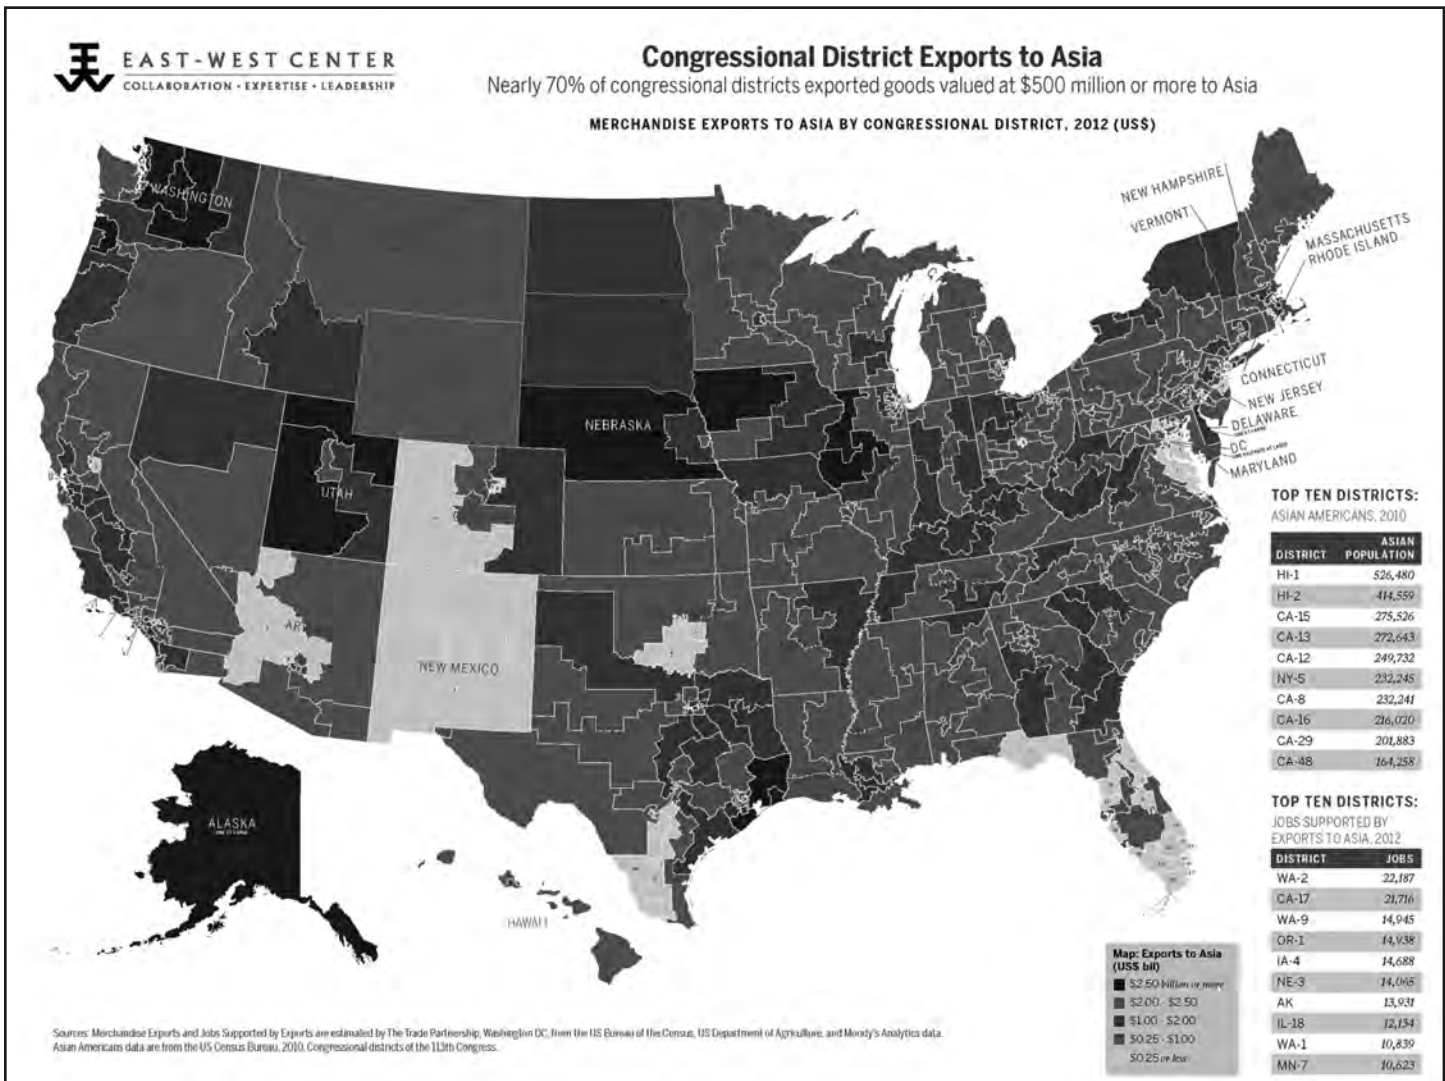 EAST-WEST CENTER
COLLABORATION • EXPERTISE • LEADERSHIP
Congressional District Exports to Asia
Nearly 70% of congressional districts exported goods valued at $500 million or more to Asia
MERCHANDISE EXPORTS TO ASIA BY CONGRESSIONAL DISTRICT, 2012 (US$)
WASHINGTON
NEW HAMPSHIRE
VERMONT
MASSACHUSETTS
RHODE ISLAND
CONNECTICUT
NEW JERSEY
DELAWARE
DC
MARYLAND
NEBRASKA
UTAH
NEW MEXICO
ALASKA
HAWAI'I
TOP TEN DISTRICTS:
ASIAN AMERICANS, 2010
DISTRICT ASIAN POPULATION
HI-1 526,480
HI-2 414,559
CA-15 275,526
CA-13 272,643
CA-12 249,732
NY-5 232,245
CA-8 232,241
CA-16 216,020
CA-29 201,883
CA-48 164,258
TOP TEN DISTRICTS:
JOBS SUPPORTED BY
EXPORTS TO ASIA, 2012
DISTRICT JOBS
WA-2 22,187
CA-17 21,716
WA-9 14,945
OR-1 14,938
IA-4 14,688
NE-3 14,065
AK 13,931
IL-18 12,154
WA-1 10,839
MN-7 10,623
Map: Exports to Asia
(US$ bil)
$2.50 billion or more
$2.00 - $2.50
$1.00 - $2.00
$0.25 - $1.00
$0.25 or less
Sources: Merchandise Exports and Jobs Supported by Exports are estimated by The Trade Partnership, Washington DC, from the US Bureau of the Census, US Department of Agriculture, and Moody's Analytics data.
Asian Americans data are from the US Census Bureau, 2010. Congressional districts of the 113th Congress.